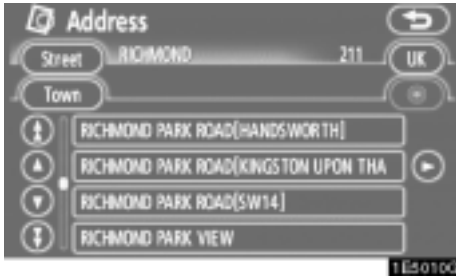 Address
Street RICHMOND 211 UK
Town
RICHMOND PARK ROAD[HANDSWORTH]
RICHMOND PARK ROAD[KINGSTON UPON THA
RICHMOND PARK ROAD[SW14]
RICHMOND PARK VIEW
1E5010C